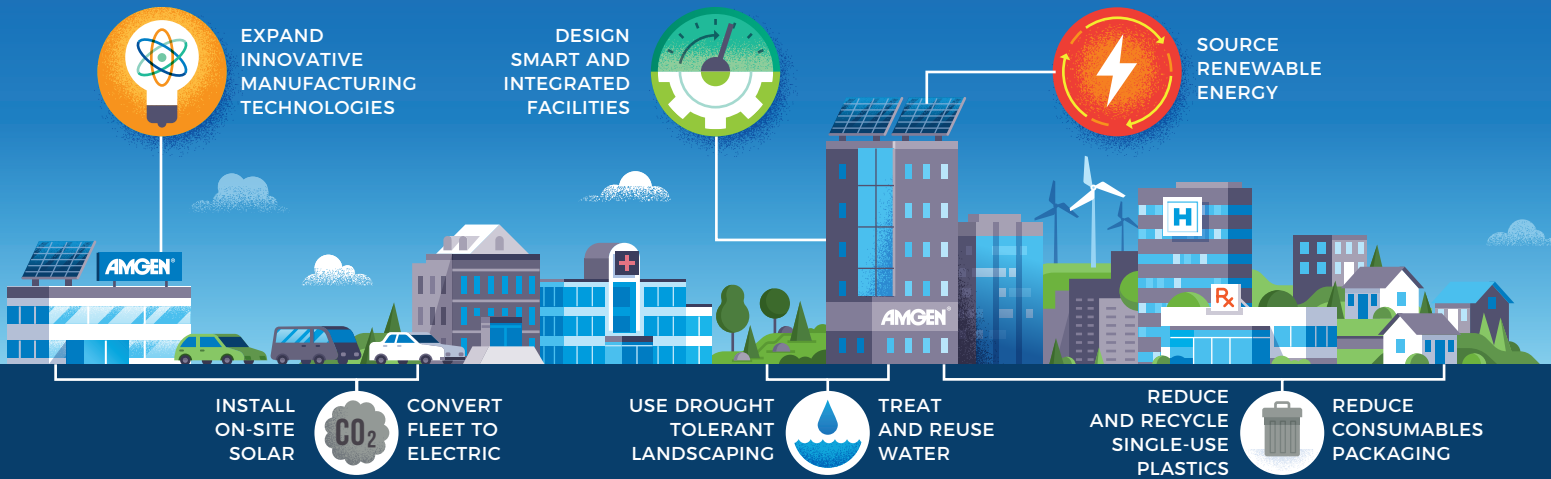 EXPAND
INNOVATIVE
MANUFACTURING
TECHNOLOGIES
DESIGN
SMART AND
INTEGRATED
FACILITIES
SOURCE
RENEWABLE
ENERGY
AMGEN®
H
Rx
AMGEN®
INSTALL
ON-SITE
SOLAR
CO₂
CONVERT
FLEET TO
ELECTRIC
USE DROUGHT
TOLERANT
LANDSCAPING
TREAT
AND REUSE
WATER
REDUCE
AND RECYCLE
SINGLE-USE
PLASTICS
REDUCE
CONSUMABLES
PACKAGING